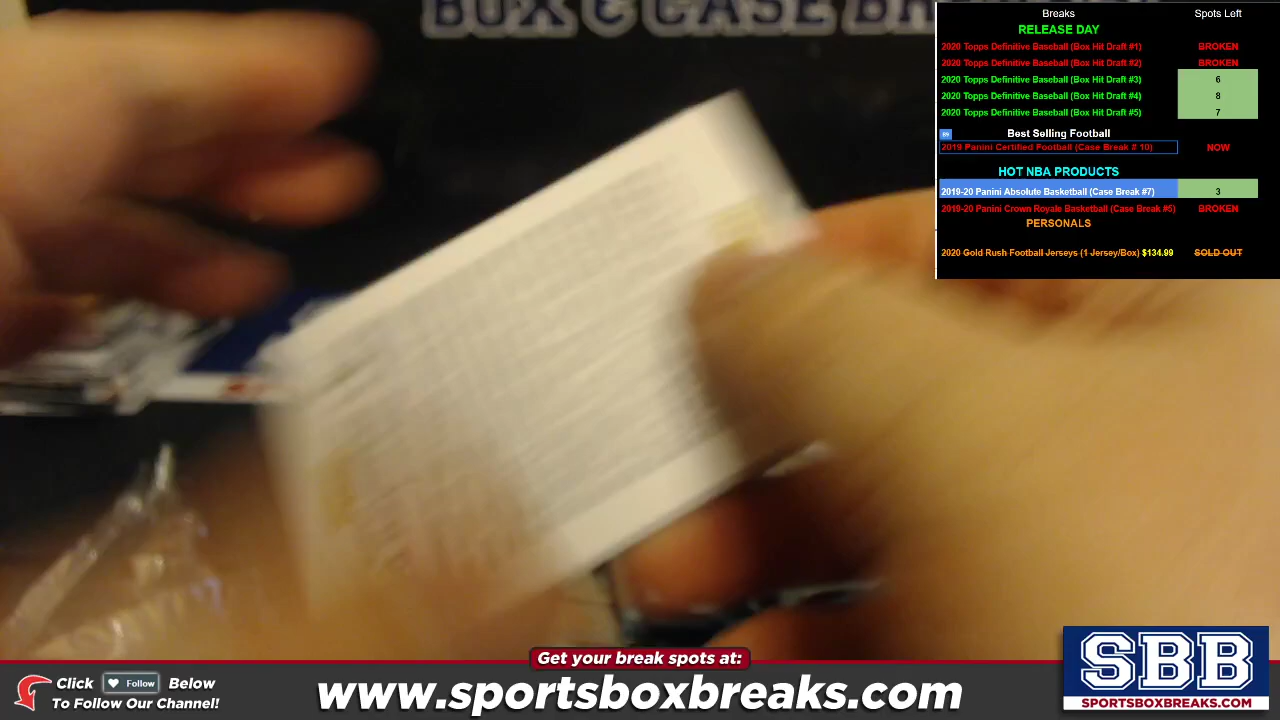 BOX & CASE BR
Breaks Spots Left
RELEASE DAY
2020 Topps Definitive Baseball (Box Hit Draft #1) BROKEN
2020 Topps Definitive Baseball (Box Hit Draft #2) BROKEN
2020 Topps Definitive Baseball (Box Hit Draft #3) 6
2020 Topps Definitive Baseball (Box Hit Draft #4) 8
2020 Topps Definitive Baseball (Box Hit Draft #5) 7
89
Best Selling Football
2019 Panini Certified Football (Case Break # 10) NOW
HOT NBA PRODUCTS
2019-20 Panini Absolute Basketball (Case Break #7) 3
2019-20 Panini Crown Royale Basketball (Case Break #5) BROKEN
PERSONALS
2020 Gold Rush Football Jerseys (1 Jersey/Box) $134.99 SOLD OUT
Get your break spots at:
Click Follow Below
To Follow Our Channel!
www.sportsboxbreaks.com
SBB
SPORTSBOXBREAKS.COM